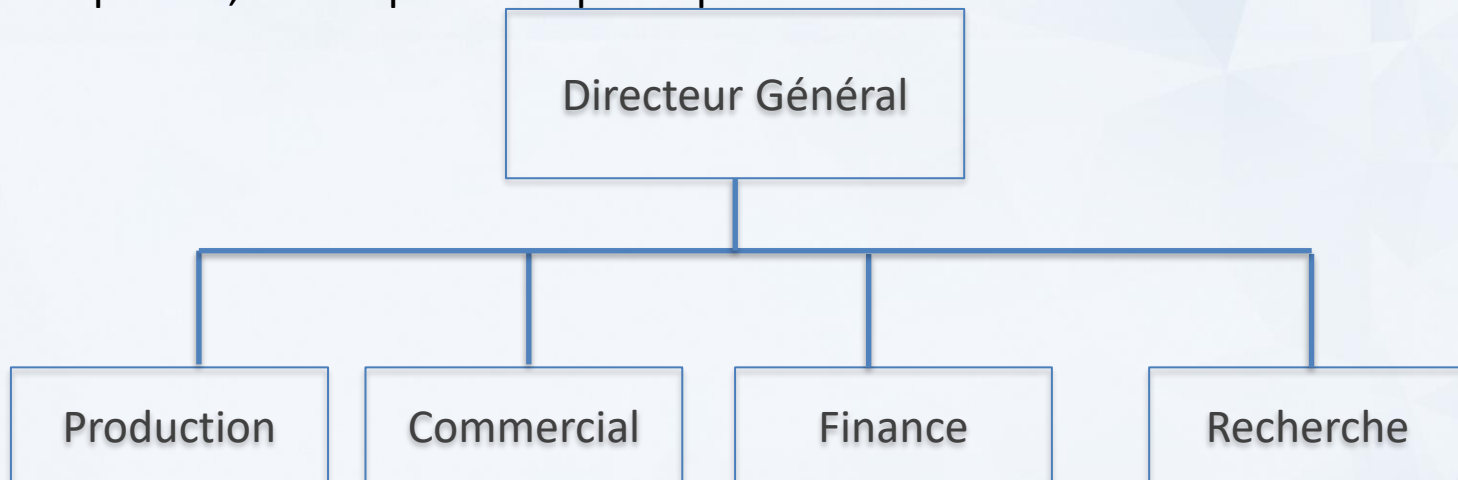 Directeur Général
Production
Commercial
Finance
Recherche